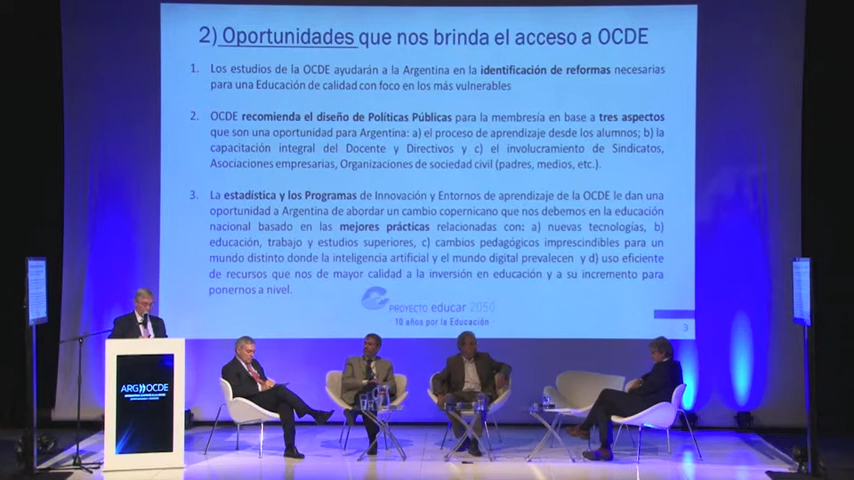 2) Oportunidades que nos brinda el acceso a OCDE
1. Los estudios de la OCDE ayudarán a la Argentina en la identificación de reformas necesarias
para una Educación de calidad con foco en los más vulnerables
2. OCDE recomienda el diseño de Políticas Públicas para la membresía en base a tres aspectos
que son una oportunidad para Argentina: a) el proceso de aprendizaje desde los alumnos; b) la
capacitación integral del Docente y Directivos y c) el involucramiento de Sindicatos,
Asociaciones empresarias, Organizaciones de sociedad civil (padres, medios, etc.).
3. La estadística y los Programas de Innovación y Entornos de aprendizaje de la OCDE le dan una
oportunidad a Argentina de abordar un cambio copernicano que nos debemos en la educación
nacional basado en las mejores prácticas relacionadas con: a) nuevas tecnologías, b)
educación, trabajo y estudios superiores, c) cambios pedagógicos imprescindibles para un
mundo distinto donde la inteligencia artificial y el mundo digital prevalecen y d) uso eficiente
de recursos que nos de mayor calidad a la inversión en educación y a su incremento para
ponernos a nivel.
PROYECTO educar 2050
· 10 años por la Educación ·
3
ARG))OCDE